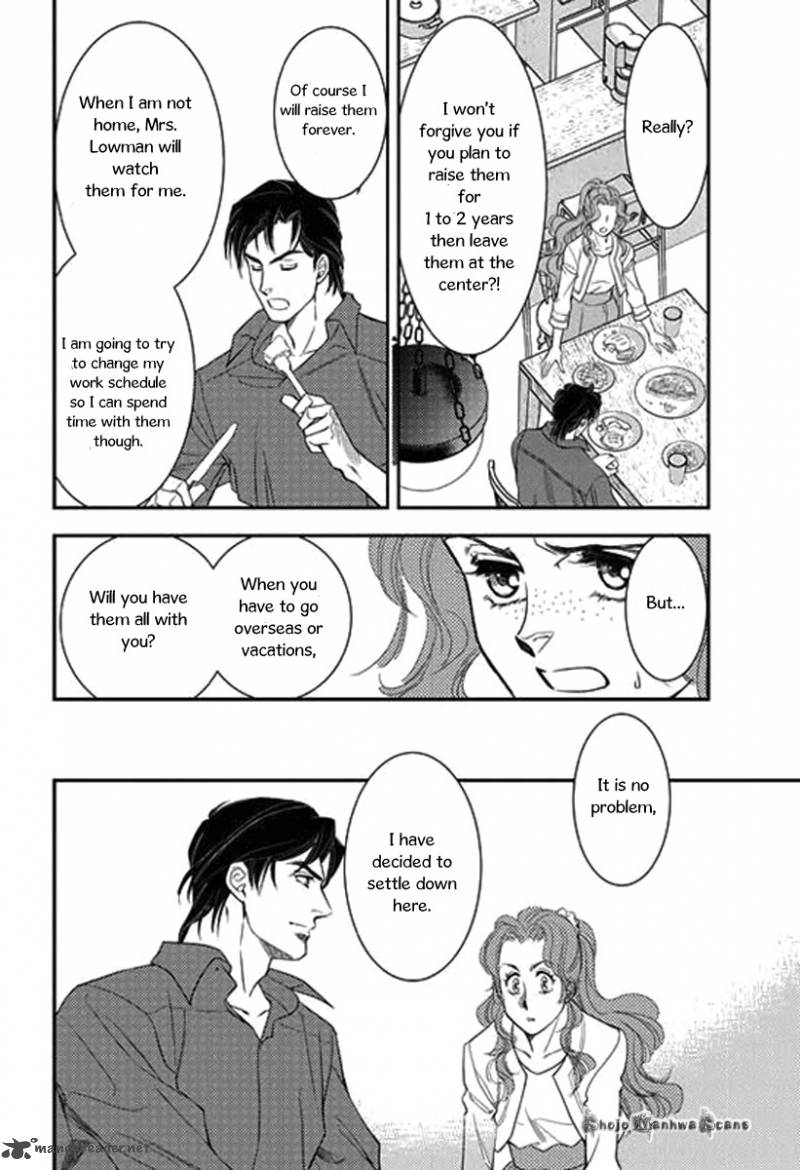 Really?
I won't
forgive you if
you plan to
raise them
for
1 to 2 years
then leave
them at the
center?!
Of course I
will raise them
forever.
When I am not
home, Mrs.
Lowman will
watch
them for me.
I am going to try
to change my
work schedule
so I can spend
time with them
though.
But...
When you
have to go
overseas or
vacations,
Will you have
them all with
you?
It is no
problem,
I have
decided to
settle down
here.
Shojo Manhwa Scans
mangareader.net